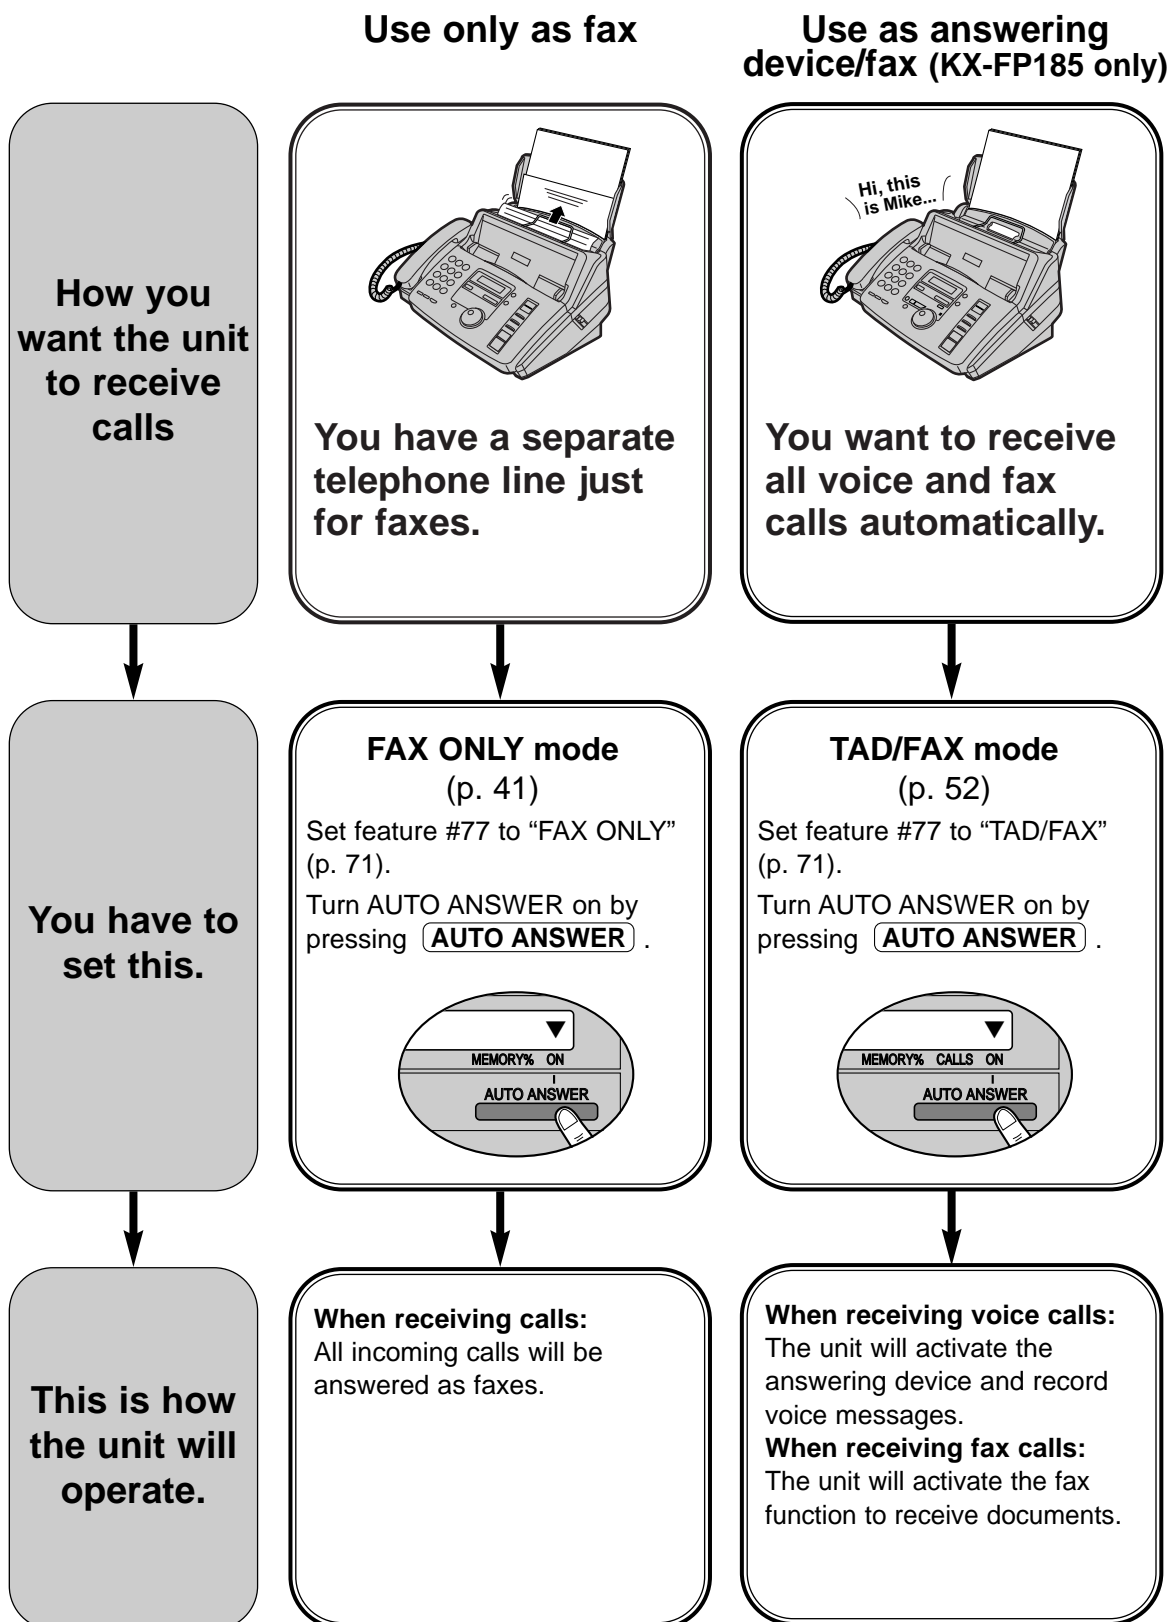 Use only as fax
Use as answering
device/fax (KX-FP185 only)
How you
want the unit
to receive
calls
You have a separate
telephone line just
for faxes.
Hi, this
is Mike...
You want to receive
all voice and fax
calls automatically.
You have to
set this.
FAX ONLY mode
(p. 41)
Set feature #77 to “FAX ONLY”
(p. 71).
Turn AUTO ANSWER on by
pressing AUTO ANSWER .
MEMORY% ON
AUTO ANSWER
TAD/FAX mode
(p. 52)
Set feature #77 to “TAD/FAX”
(p. 71).
Turn AUTO ANSWER on by
pressing AUTO ANSWER .
MEMORY% CALLS ON
AUTO ANSWER
This is how
the unit will
operate.
When receiving calls:
All incoming calls will be
answered as faxes.
When receiving voice calls:
The unit will activate the
answering device and record
voice messages.
When receiving fax calls:
The unit will activate the fax
function to receive documents.